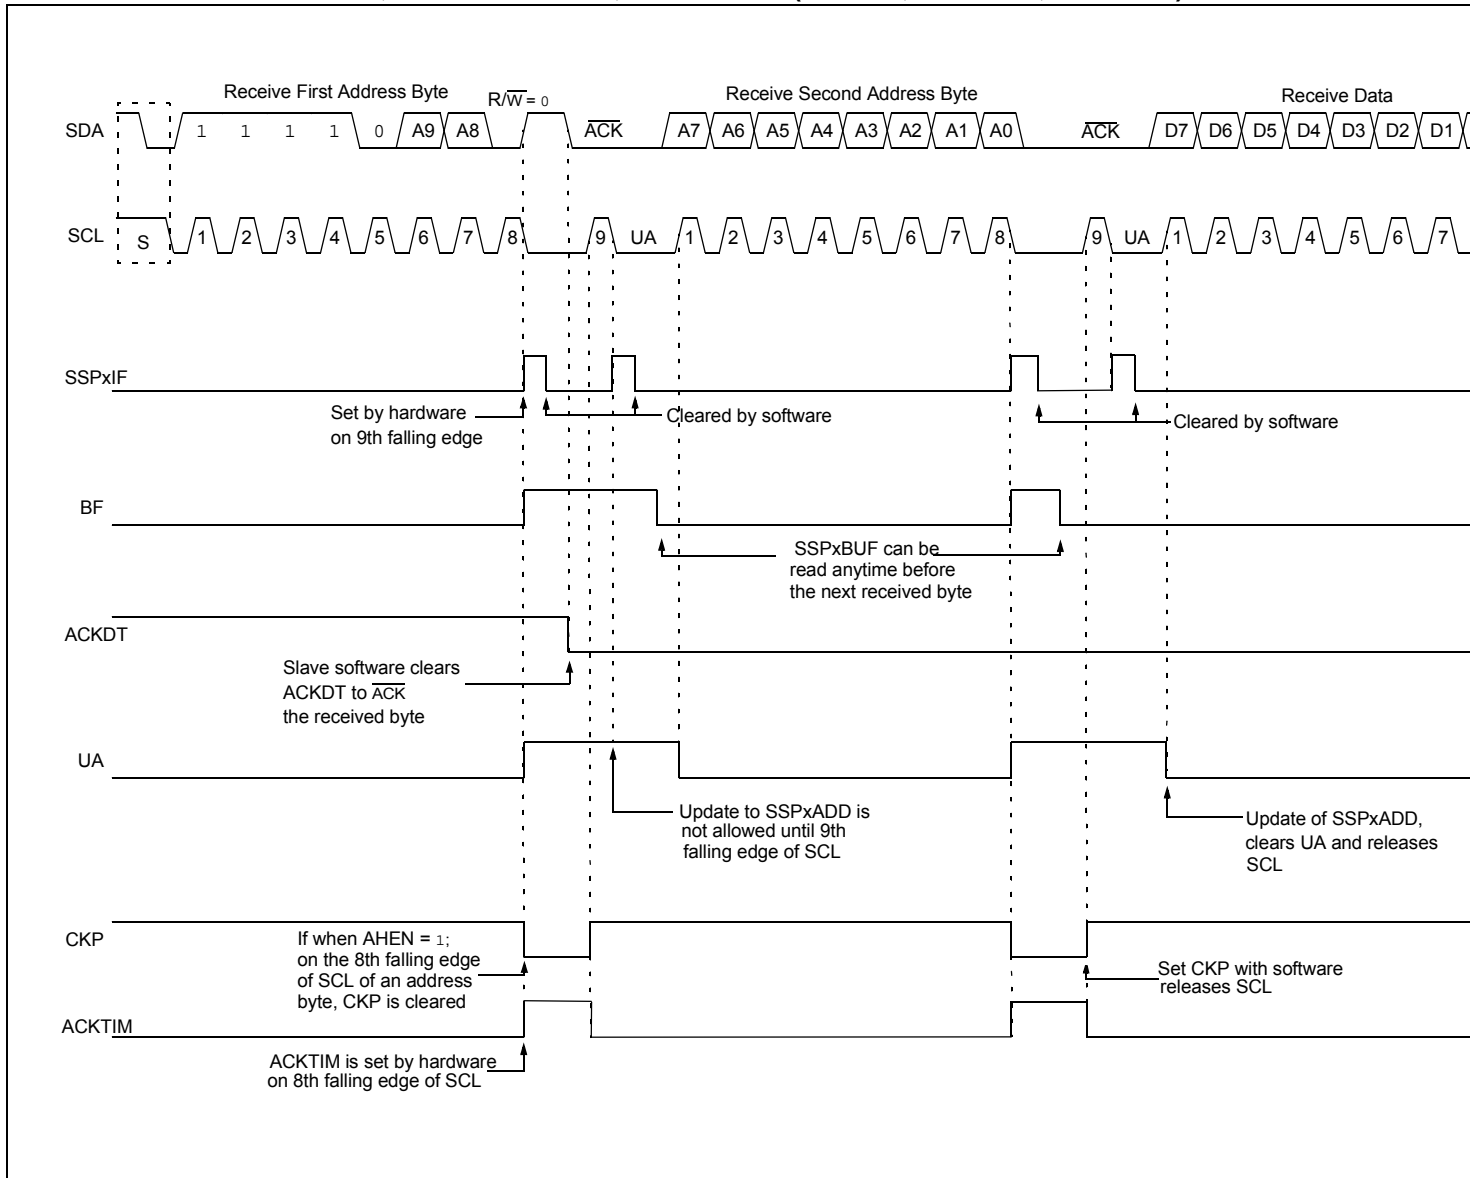 Receive First Address Byte
R/W = 0
Receive Second Address Byte
Receive Data
SDA
1 1 1 1 0 A9 A8
ACK
A7 A6 A5 A4 A3 A2 A1 A0
ACK
D7 D6 D5 D4 D3 D2 D1
SCL
S
1 2 3 4 5 6 7 8
9
UA
1 2 3 4 5 6 7 8
9
UA
1 2 3 4 5 6 7
SSPxIF
Set by hardware
on 9th falling edge
Cleared by software
Cleared by software
BF
SSPxBUF can be
read anytime before
the next received byte
ACKDT
Slave software clears
ACKDT to ACK
the received byte
UA
Update to SSPxADD is
not allowed until 9th
falling edge of SCL
Update of SSPxADD,
clears UA and releases
SCL
CKP
If when AHEN = 1;
on the 8th falling edge
of SCL of an address
byte, CKP is cleared
Set CKP with software
releases SCL
ACKTIM
ACKTIM is set by hardware
on 8th falling edge of SCL